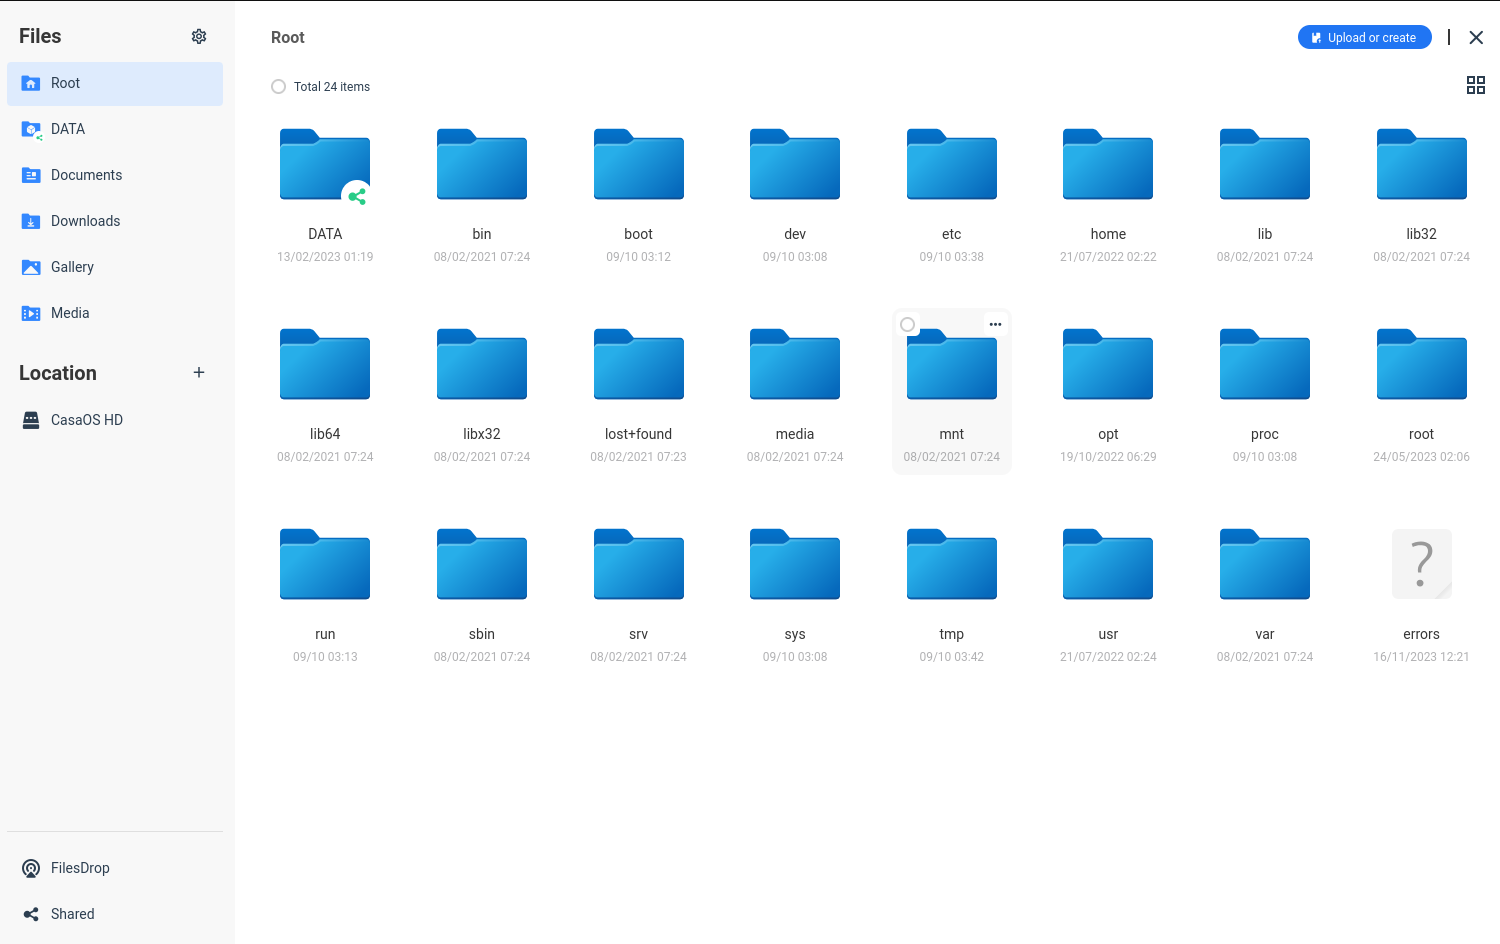 Files
Root
DATA
Documents
Downloads
Gallery
Media
Location
CasaOS HD
FilesDrop
Shared
Root
Upload or create
Total 24 items
DATA bin boot dev etc home lib lib32
13/02/2023 01:19 08/02/2021 07:24 09/10 03:12 09/10 03:08 09/10 03:38 21/07/2022 02:22 08/02/2021 07:24 08/02/2021 07:24
lib64 libx32 lost+found media mnt opt proc root
08/02/2021 07:24 08/02/2021 07:24 08/02/2021 07:23 08/02/2021 07:24 08/02/2021 07:24 19/10/2022 06:29 09/10 03:08 24/05/2023 02:06
run sbin srv sys tmp usr var errors
09/10 03:13 08/02/2021 07:24 08/02/2021 07:24 09/10 03:08 09/10 03:42 21/07/2022 02:24 08/02/2021 07:24 16/11/2023 12:21